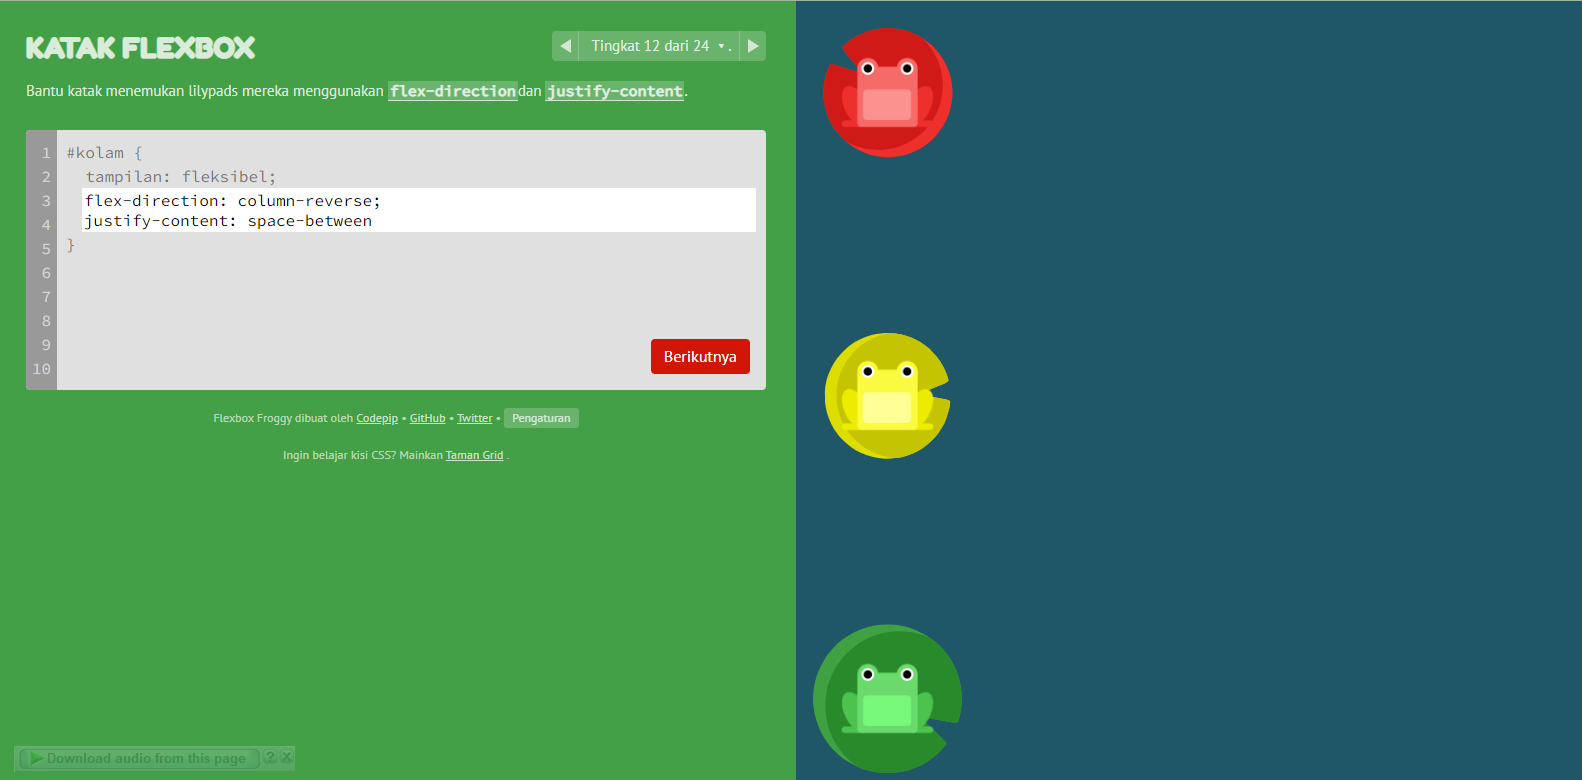 KATAK FLEXBOX
Tingkat 12 dari 24 ▼ .
Bantu katak menemukan lilypads mereka menggunakan flex-direction dan justify-content.
1 #kolam {
2 tampilan: fleksibel;
3 flex-direction: column-reverse;
4 justify-content: space-between
5 }
6
7
8
9
10
Berikutnya
Flexbox Froggy dibuat oleh Codepip • GitHub • Twitter • Pengaturan
Ingin belajar kisi CSS? Mainkan Taman Grid .
Download audio from this page ? X